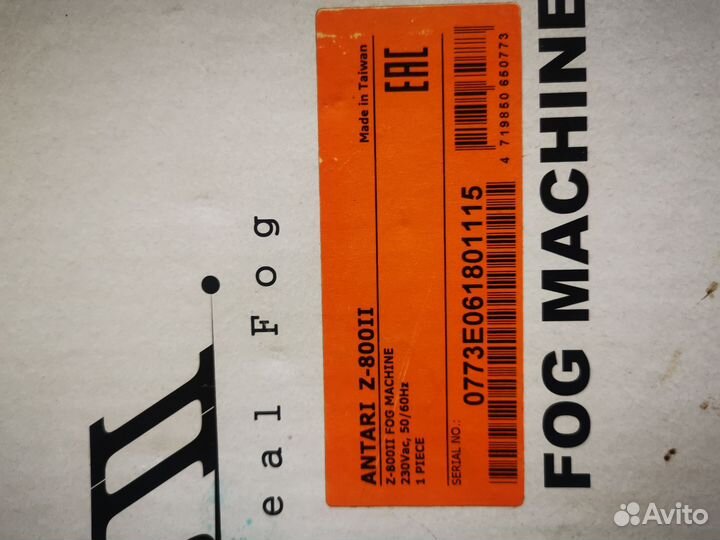 eal Fog
ANTARI Z-800II
Z-800II FOG MACHINE
230Vac, 50/60Hz
1 PIECE
Made in Taiwan
EAC
SERIAL NO.:
0773E061801115
4 719850 650773
FOG MACHINE
Avito